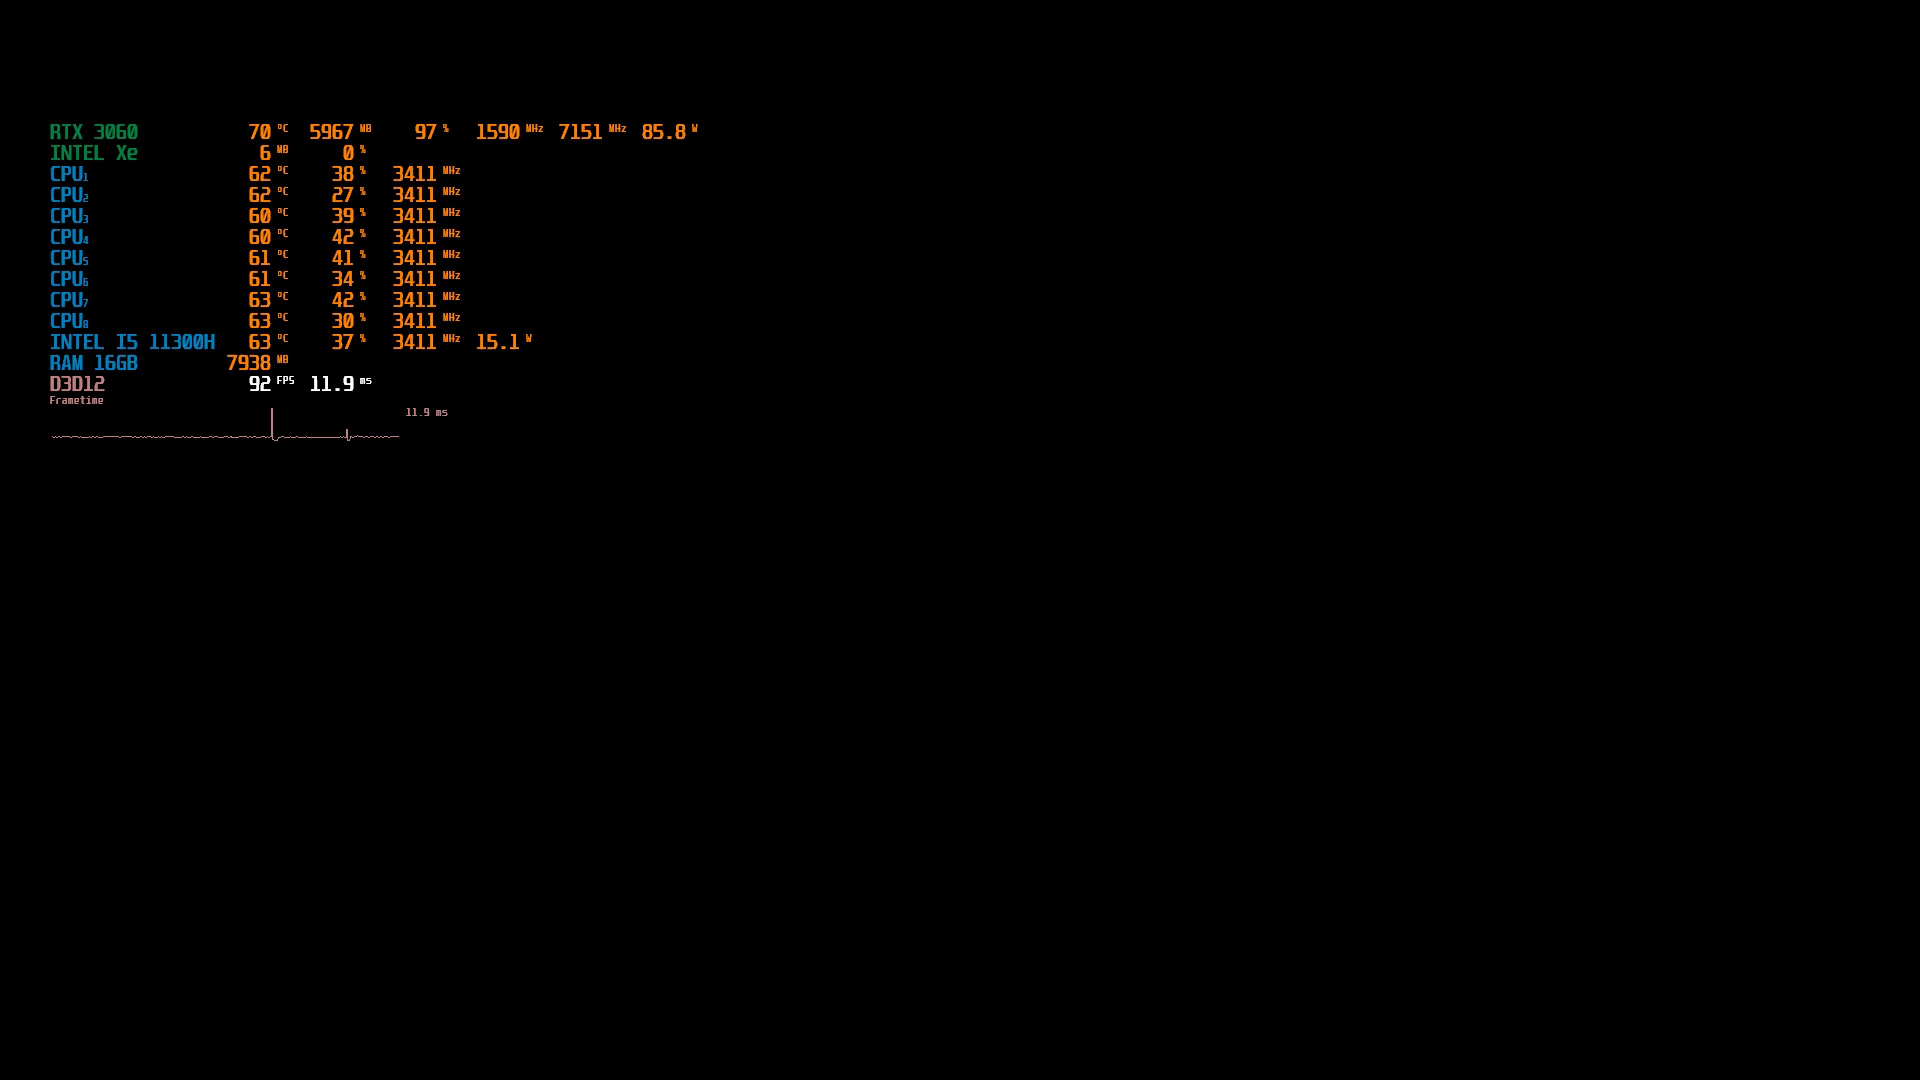 RTX 3060 70 °C 5967 MB 97 % 1590 MHz 7151 MHz 85.8 W
INTEL Xe 6 MB 0 %
CPU1 62 °C 38 % 3411 MHz
CPU2 62 °C 27 % 3411 MHz
CPU3 60 °C 39 % 3411 MHz
CPU4 60 °C 42 % 3411 MHz
CPU5 61 °C 41 % 3411 MHz
CPU6 61 °C 34 % 3411 MHz
CPU7 63 °C 42 % 3411 MHz
CPU8 63 °C 30 % 3411 MHz
INTEL I5 11300H 63 °C 37 % 3411 MHz 15.1 W
RAM 16GB 7938 MB
D3D12 92 FPS 11.9 ms
Frametime
11.9 ms